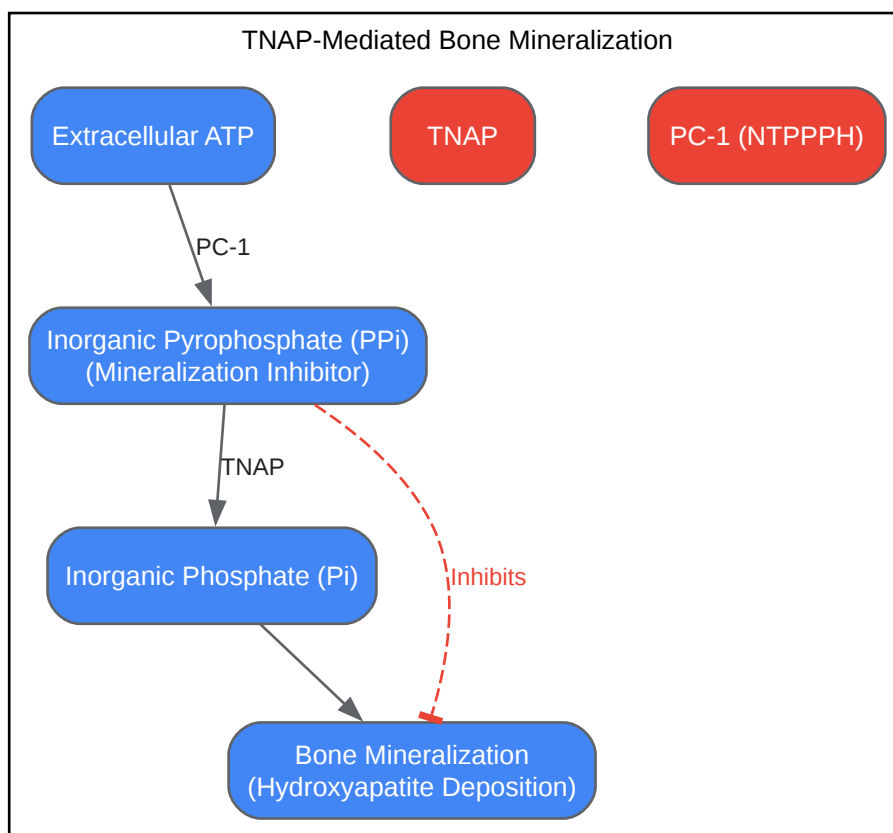 TNAP-Mediated Bone Mineralization
Extracellular ATP
TNAP
PC-1 (NTPPPH)
PC-1
Inorganic Pyrophosphate (PPi)
(Mineralization Inhibitor)
TNAP
Inorganic Phosphate (Pi)
Inhibits
Bone Mineralization
(Hydroxyapatite Deposition)